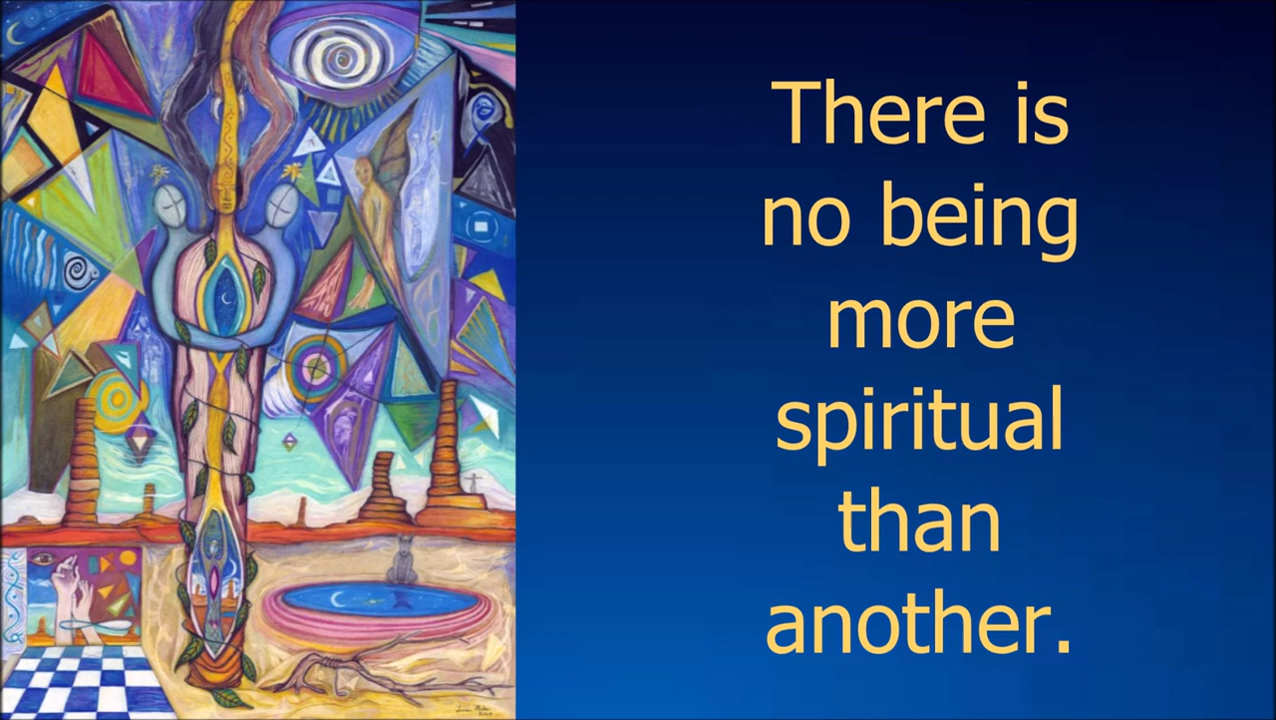 There is
no being
more
spiritual
than
another.